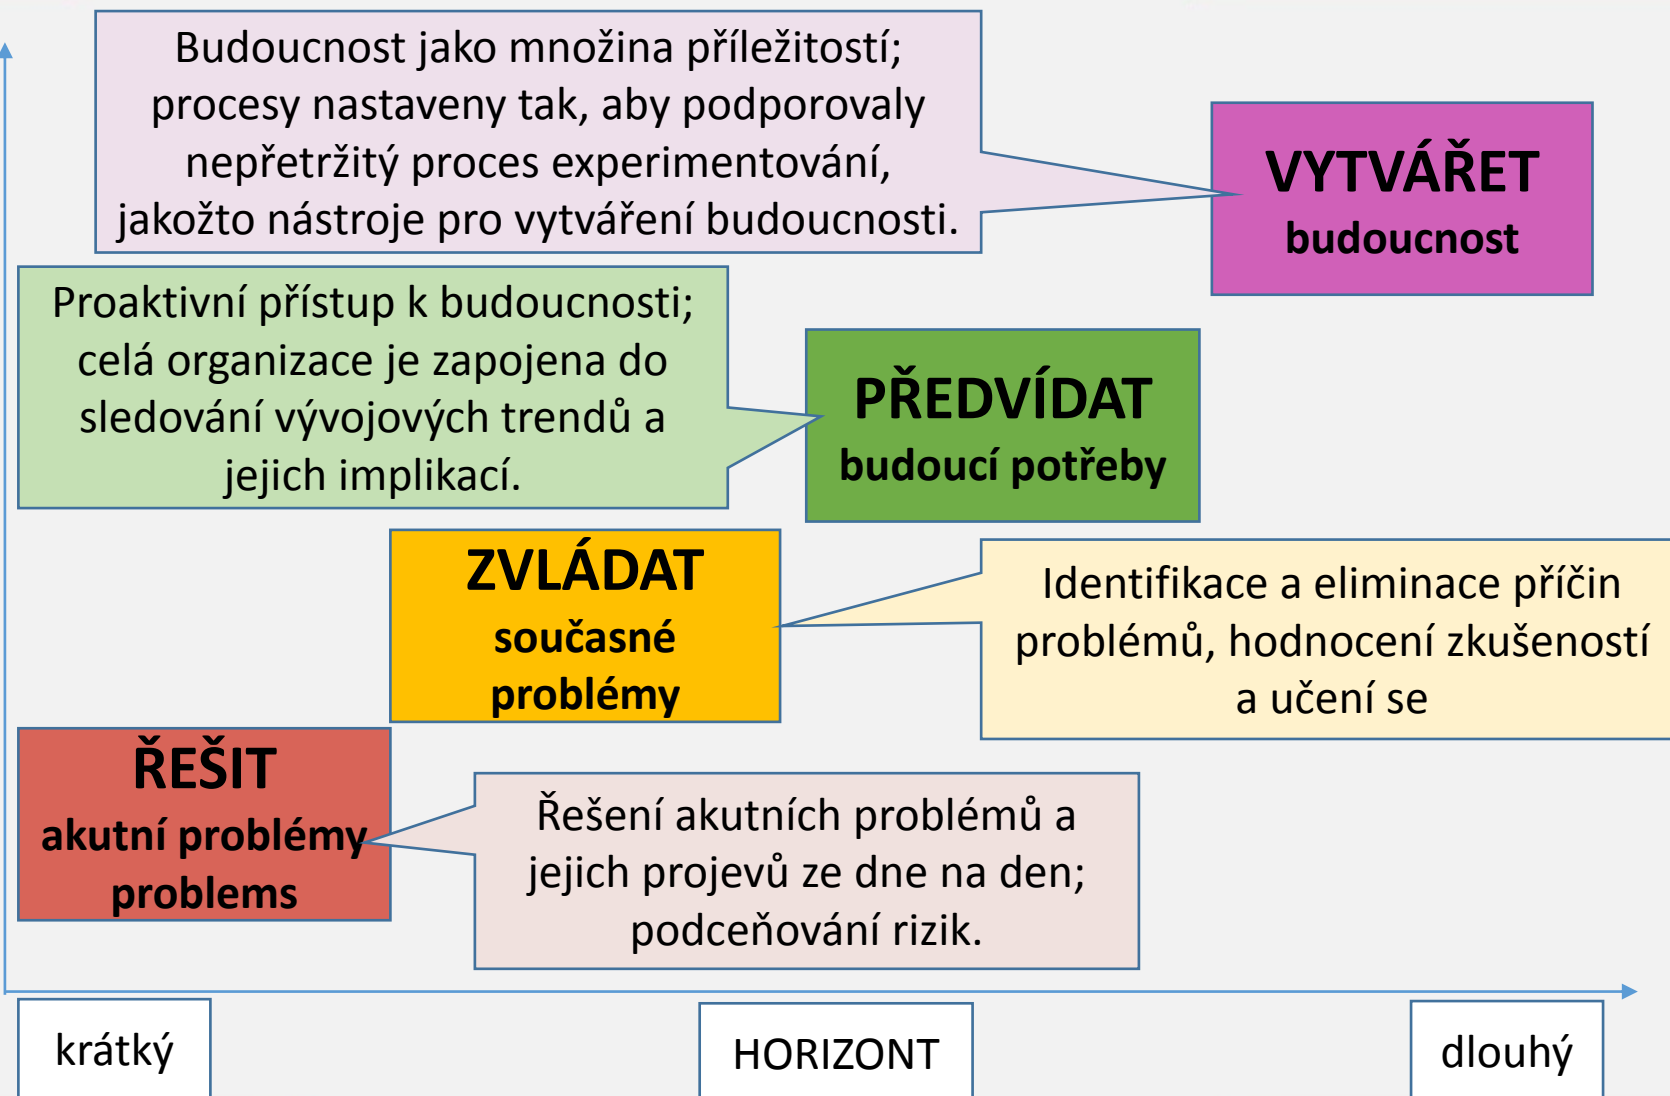 Budoucnost jako množina příležitostí;
procesy nastaveny tak, aby podporovaly
nepřetržitý proces experimentování,
jakožto nástroje pro vytváření budoucnosti.
VYTVÁŘET
budoucnost
Proaktivní přístup k budoucnosti;
celá organizace je zapojena do
sledování vývojových trendů a
jejich implikací.
PŘEDVÍDAT
budoucí potřeby
ZVLÁDAT
současné
problémy
Identifikace a eliminace příčin
problémů, hodnocení zkušeností
a učení se
ŘEŠIT
akutní problémy
problems
Řešení akutních problémů a
jejich projevů ze dne na den;
podceňování rizik.
krátký
HORIZONT
dlouhý